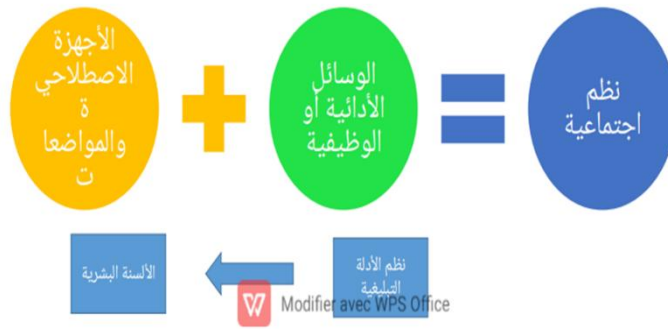 الأجهزة
الاصطلاحي
ة
والمواضعا
ت
الوسائل
الأدائية أو
الوظيفية
نظم
اجتماعية
الألسنة البشرية
نظم الأدلة
التبليغية
Modifier avec WPS Office